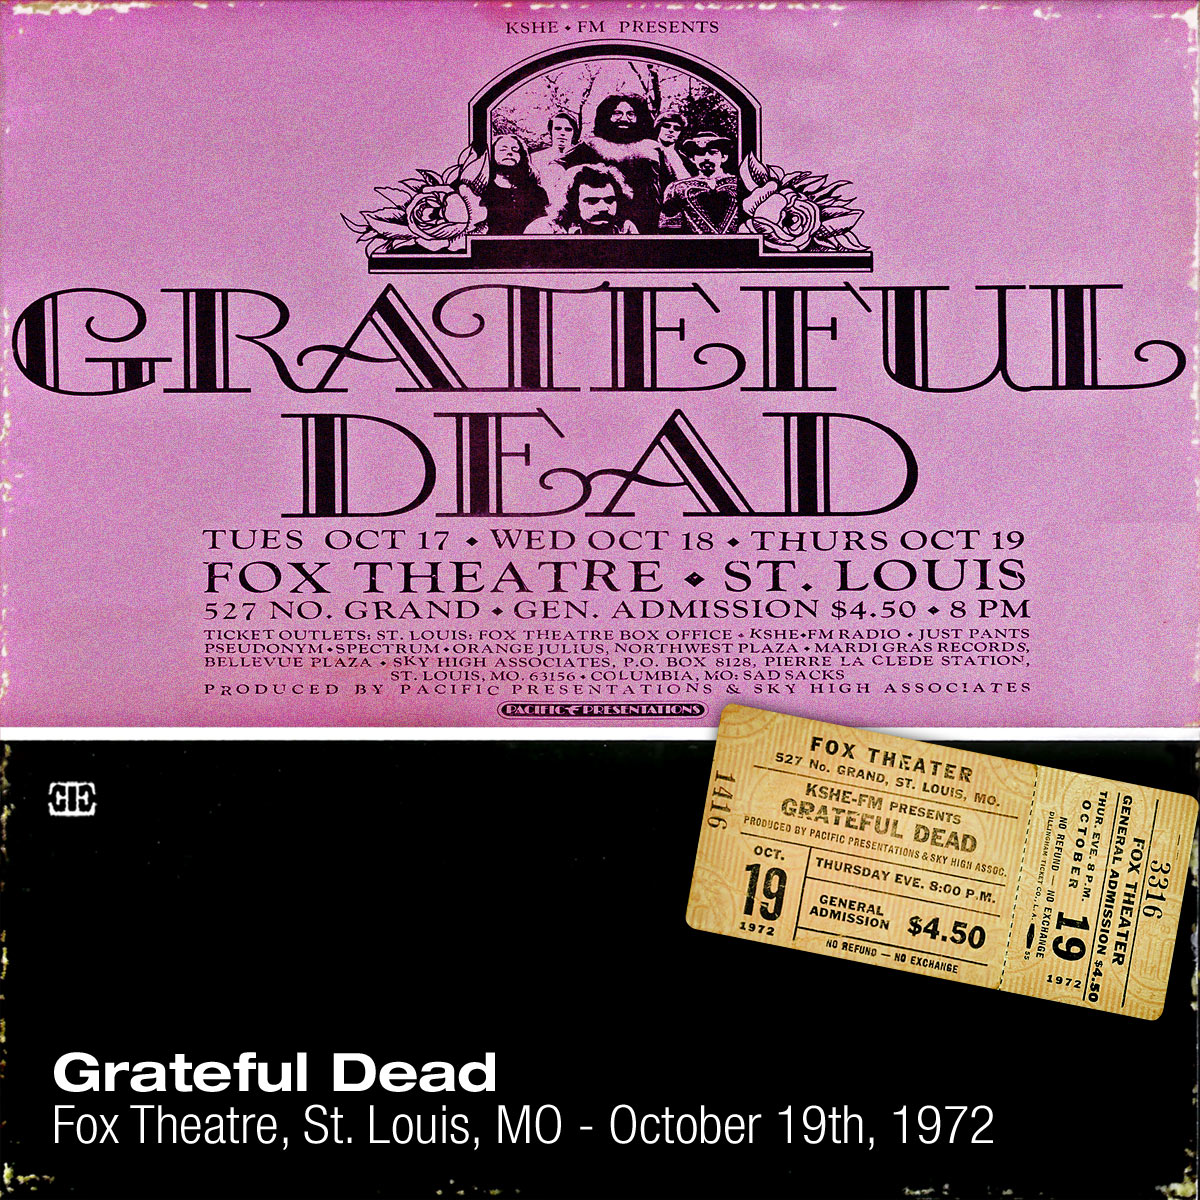 KSHE • FM PRESENTS
GRATEFUL
DEAD
TUES OCT 17 • WED OCT 18 • THURS OCT 19
FOX THEATRE • ST. LOUIS
527 NO. GRAND • GEN. ADMISSION $4.50 • 8 PM
TICKET OUTLETS: ST. LOUIS: FOX THEATRE BOX OFFICE • KSHE•FM RADIO • JUST PANTS
PSEUDONYM • SPECTRUM • ORANGE JULIUS, NORTHWEST PLAZA • MARDI GRAS RECORDS,
BELLEVUE PLAZA • SKY HIGH ASSOCIATES, P.O. BOX 8128, PIERRE LA CLEDE STATION,
ST. LOUIS, MO. 63156 • COLUMBIA, MO: SAD SACKS
PRODUCED BY PACIFIC PRESENTATIONS & SKY HIGH ASSOCIATES
PACIFIC PRESENTATIONS
1416
FOX THEATER
527 No. GRAND, ST. LOUIS, MO.
KSHE-FM PRESENTS
GRATEFUL DEAD
PRODUCED BY PACIFIC PRESENTATIONS & SKY HIGH ASSOC.
OCT.
19
1972
THURSDAY EVE. 8:00 P.M.
GENERAL
ADMISSION
$4.50
NO REFUND — NO EXCHANGE
3316
FOX THEATER
GENERAL ADMISSION $4.50
THUR. EVE. 8 P.M.
OCTOBER 19 1972
NO REFUND — NO EXCHANGE
DILLINGHAM TICKET CO., L. A. 55
Grateful Dead
Fox Theatre, St. Louis, MO - October 19th, 1972